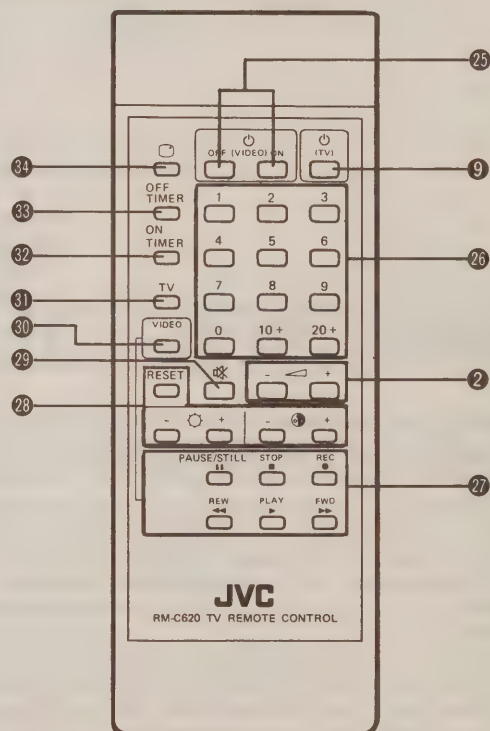 25
OFF (VIDEO) ON
(TV)
34
9
OFF
TIMER
1 2 3
33
ON
TIMER
4 5 6
32
26
TV
7 8 9
31
VIDEO
0 10+ 20+
30
29
RESET
- +
2
28
- + - +
PAUSE/STILL STOP REC
27
REW PLAY FWD
JVC
RM-C620 TV REMOTE CONTROL